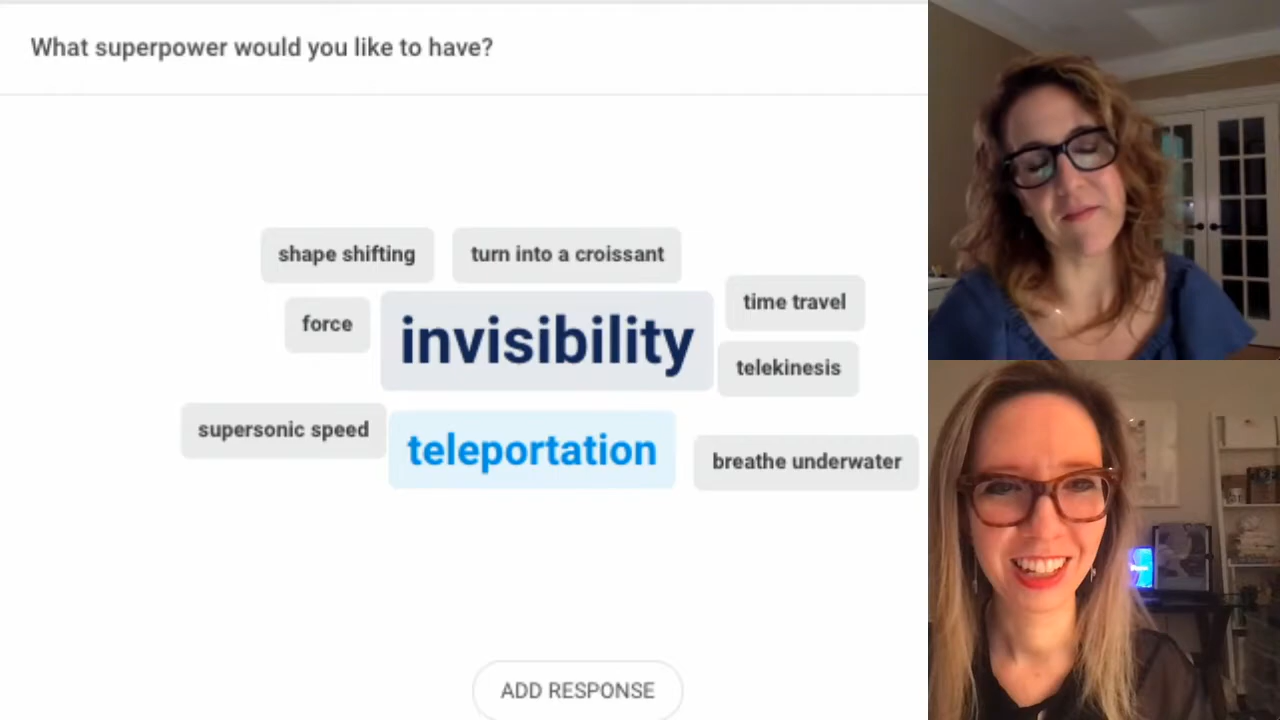 What superpower would you like to have?
shape shifting
turn into a croissant
time travel
force
invisibility
telekinesis
supersonic speed
teleportation
breathe underwater
ADD RESPONSE